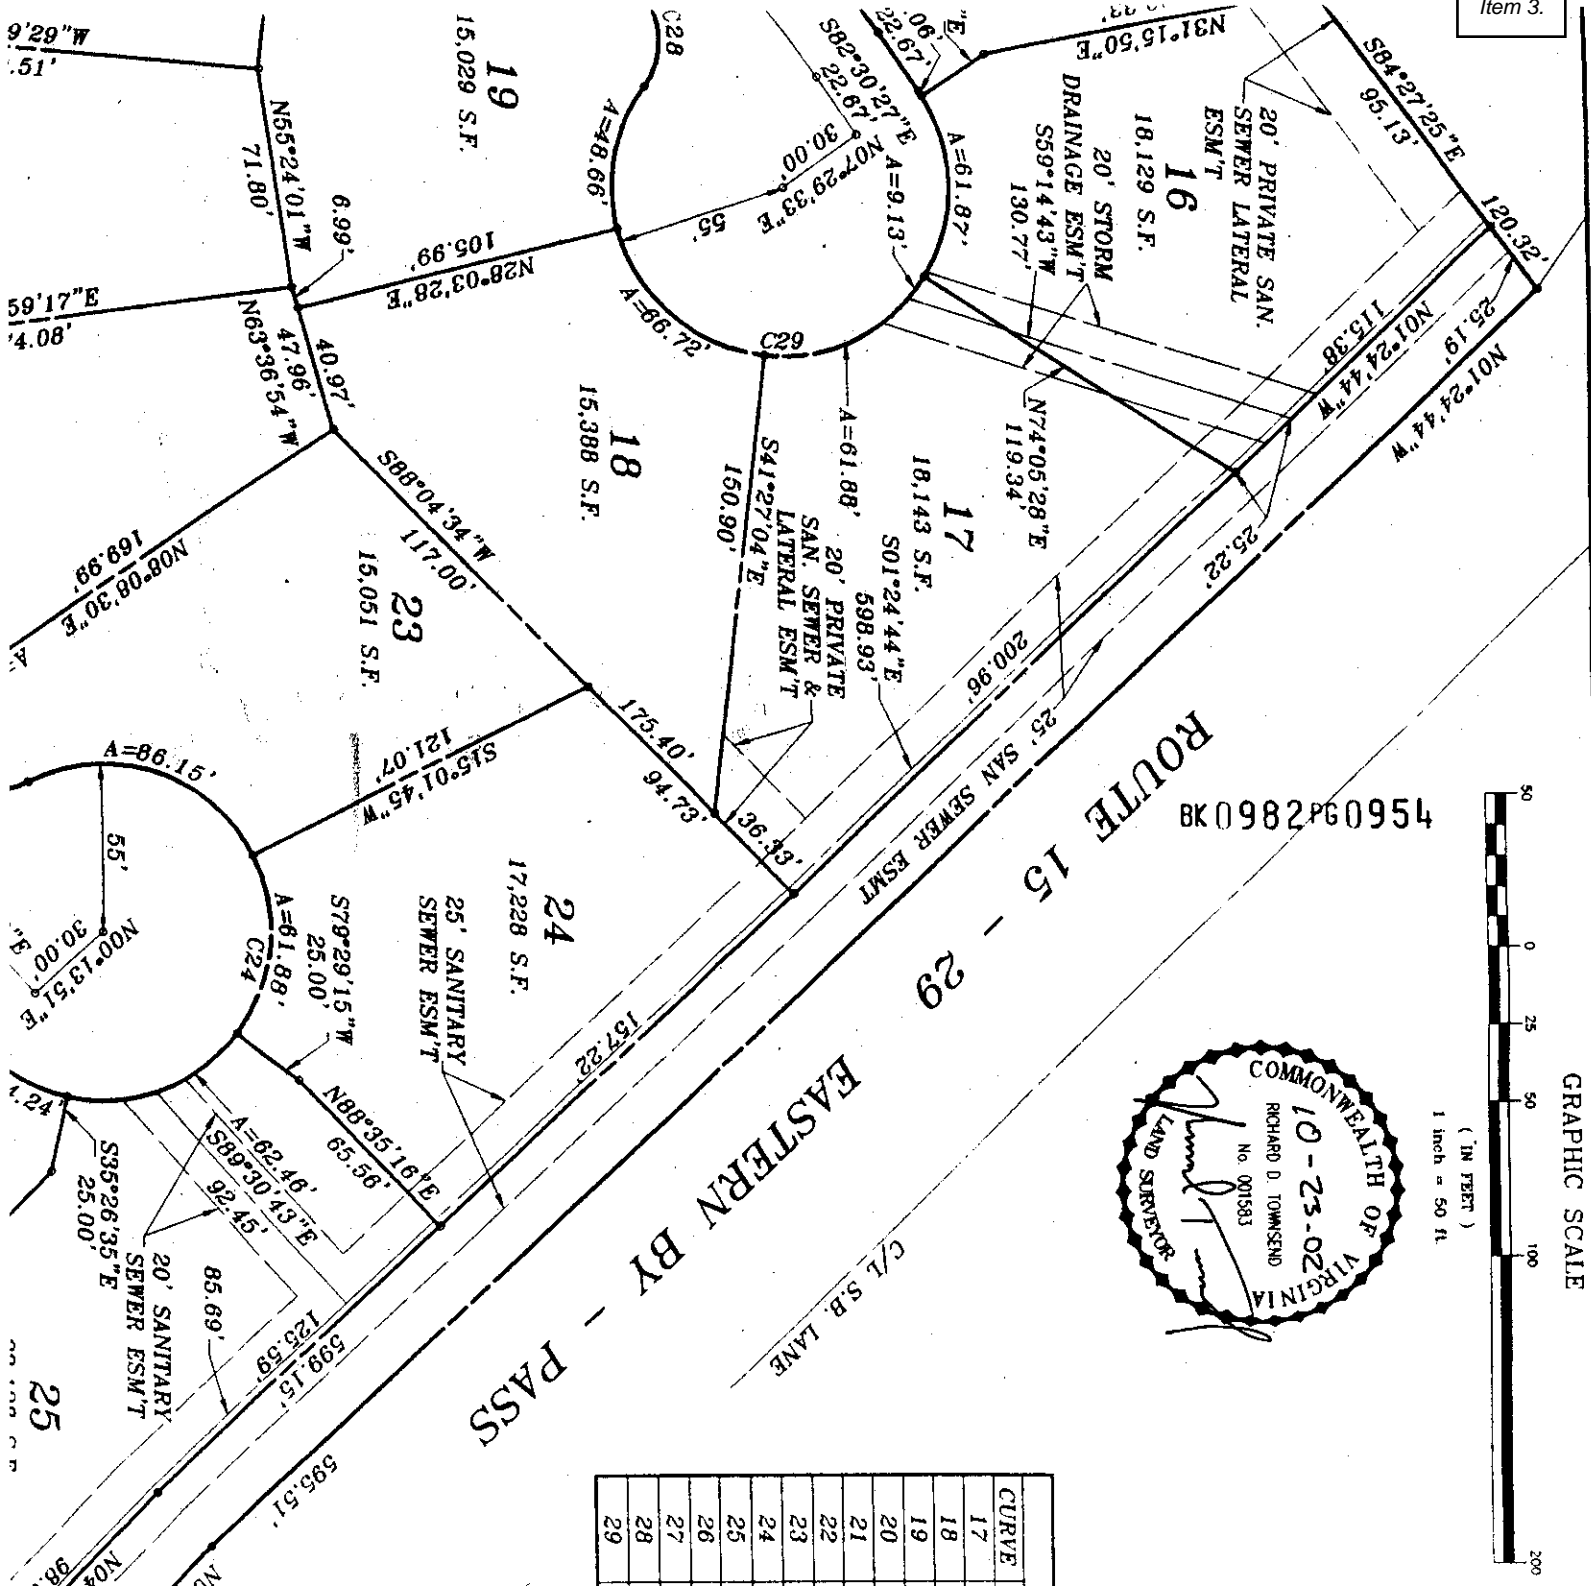 Item 3.
GRAPHIC SCALE
50
0
25
50
100
200
( IN FEET )
1 inch = 50 ft.
COMMONWEALTH OF VIRGINIA
10-23-02
RICHARD D. TOWNSEND
No. 001583
LAND SURVEYOR
BK0982PG0954
ROUTE 15 - 29
EASTERN BY - PASS
C/L S.B. LANE
S84°27'25"E
95.13'
120.32'
N31°15'50"E
20' PRIVATE SAN.
SEWER LATERAL
ESM'T
16
18,129 S.F.
20' STORM
DRAINAGE ESM'T
S59°14'43"W
130.77'
A=61.87'
A=9.13'
.06'
22.67'
"E
S82°30'27"E
22.67'
N07°29'33"E
30.00'
55'
C28
19
15,029 S.F.
A=48.66'
9'29"W
.51'
N55°24'01"W
71.80'
6.99'
105.99'
N28°03'28"E
A=66.72'
C29
59'17"E
4.08'
N63°36'54"W
47.96'
40.97'
115.38'
N01°24'44"W
25.19'
N01°24'44"W
25.22'
N74°05'28"E
119.34'
A=61.88'
17
18,143 S.F.
S01°24'44"E
598.93'
18
15,388 S.F.
S41°27'04"E
150.90'
20' PRIVATE
SAN. SEWER &
LATERAL ESM'T
200.96'
25' SAN SEWER ESMT
S88°04'34"W
117.00'
175.40'
94.73'
36.33'
N08°08'30"E
169.99'
A=
23
15,051 S.F.
S15°01'45"W
121.07'
24
17,228 S.F.
25' SANITARY
SEWER ESM'T
157.22'
A=86.15'
55'
A=61.88'
C24
N00°13'51"E
30.00'
"E
S79°29'15"W
25.00'
N88°35'16"E
65.56'
A=62.46'
S89°30'43"E
92.45'
.24'
S35°26'35"E
25.00'
20' SANITARY
SEWER ESM'T
85.69'
125.59'
599.15'
595.51'
25
N04
98.
CURVE
17
18
19
20
21
22
23
24
25
26
27
28
29